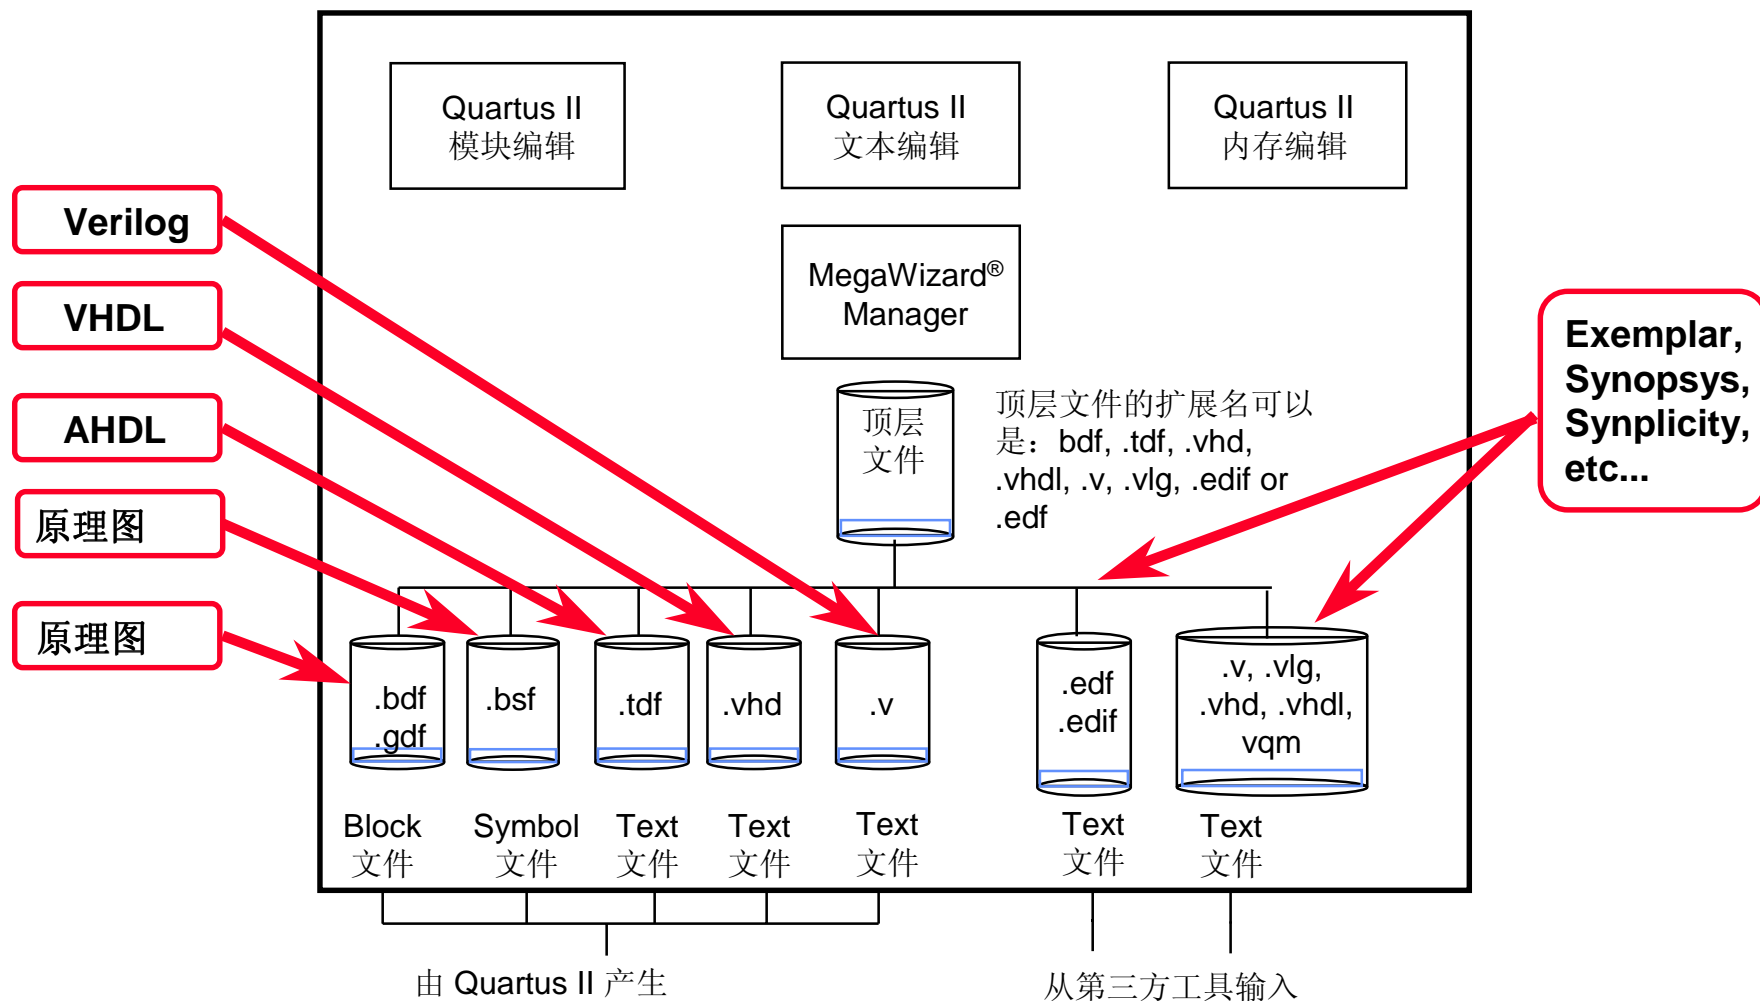 Quartus II
模块编辑
Quartus II
文本编辑
Quartus II
内存编辑
Verilog
VHDL
AHDL
原理图
原理图
MegaWizard®
Manager
顶层
文件
顶层文件的扩展名可以
是：bdf, .tdf, .vhd,
.vhdl, .v, .vlg, .edif or
.edf
Exemplar,
Synopsys,
Synplicity,
etc...
.bdf
.gdf
.bsf
.tdf
.vhd
.v
.edf
.edif
.v, .vlg,
.vhd, .vhdl,
vqm
Block
文件
Symbol
文件
Text
文件
Text
文件
Text
文件
Text
文件
Text
文件
由 Quartus II 产生
从第三方工具输入